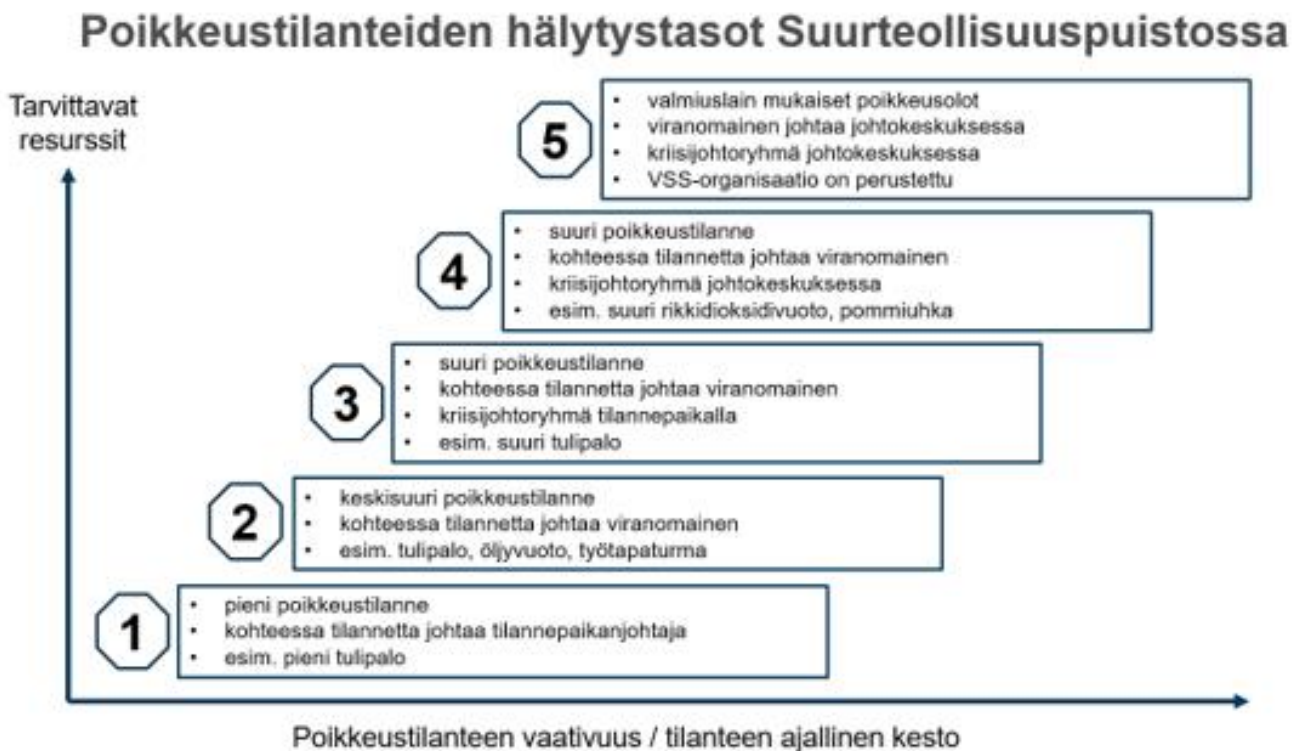 Poikkeustilanteiden hälytystasot Suurteollisuuspuistossa
Tarvittavat
resurssit
5
• valmiuslain mukaiset poikkeusolot
• viranomainen johtaa johtokeskuksessa
• kriisijohtoryhmä johtokeskuksessa
• VSS-organisaatio on perustettu
4
• suuri poikkeustilanne
• kohteessa tilannetta johtaa viranomainen
• kriisijohtoryhmä johtokeskuksessa
• esim. suuri rikkidioksidivuoto, pommiuhka
3
• suuri poikkeustilanne
• kohteessa tilannetta johtaa viranomainen
• kriisijohtoryhmä tilannepaikalla
• esim. suuri tulipalo
2
• keskisuuri poikkeustilanne
• kohteessa tilannetta johtaa viranomainen
• esim. tulipalo, öljyvuoto, työtapaturma
1
• pieni poikkeustilanne
• kohteessa tilannetta johtaa tilannepaikanjohtaja
• esim. pieni tulipalo
Poikkeustilanteen vaativuus / tilanteen ajallinen kesto